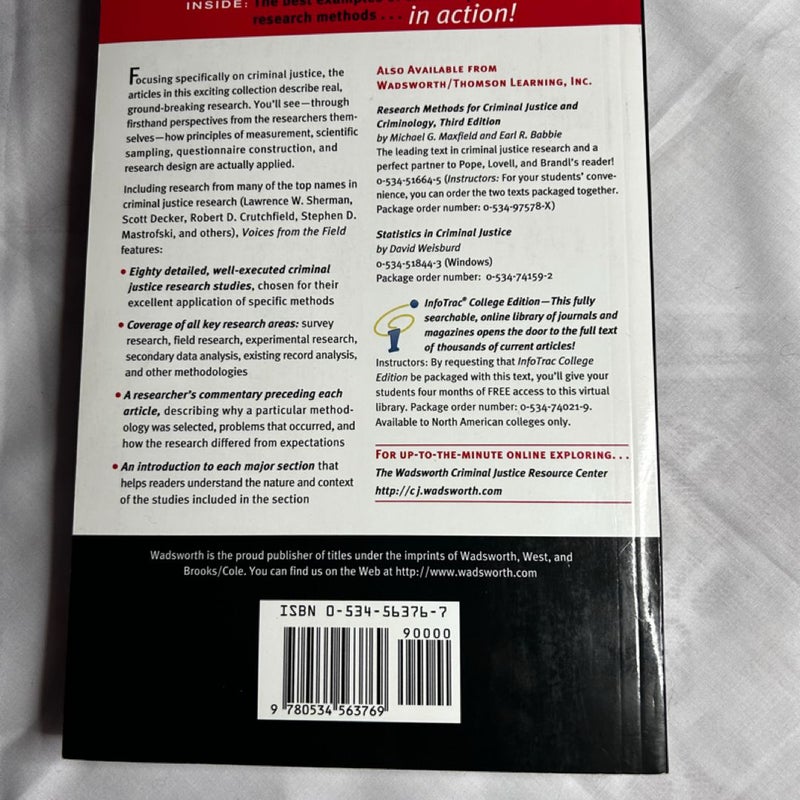 INSIDE: The best examples of
research methods . . . in action!
Focusing specifically on criminal justice, the
articles in this exciting collection describe real,
ground-breaking research. You'll see—through
firsthand perspectives from the researchers them-
selves—how principles of measurement, scientific
sampling, questionnaire construction, and
research design are actually applied.
Including research from many of the top names in
criminal justice research (Lawrence W. Sherman,
Scott Decker, Robert D. Crutchfield, Stephen D.
Mastrofski, and others), Voices from the Field
features:
• Eighty detailed, well-executed criminal
justice research studies, chosen for their
excellent application of specific methods
• Coverage of all key research areas: survey
research, field research, experimental research,
secondary data analysis, existing record analysis,
and other methodologies
• A researcher's commentary preceding each
article, describing why a particular method-
ology was selected, problems that occurred, and
how the research differed from expectations
• An introduction to each major section that
helps readers understand the nature and context
of the studies included in the section
ALSO AVAILABLE FROM
WADSWORTH/THOMSON LEARNING, INC.
Research Methods for Criminal Justice and
Criminology, Third Edition
by Michael G. Maxfield and Earl R. Babbie
The leading text in criminal justice research and a
perfect partner to Pope, Lovell, and Brandl's reader!
0-534-51664-5 (Instructors: For your students' conve-
nience, you can order the two texts packaged together.
Package order number: 0-534-97578-X)
Statistics in Criminal Justice
by David Weisburd
0-534-51844-3 (Windows)
Package order number: 0-534-74159-2
InfoTrac® College Edition—This fully
searchable, online library of journals and
magazines opens the door to the full text
of thousands of current articles!
Instructors: By requesting that InfoTrac College
Edition be packaged with this text, you'll give your
students four months of FREE access to this virtual
library. Package order number: 0-534-74021-9.
Available to North American colleges only.
FOR UP-TO-THE-MINUTE ONLINE EXPLORING. . .
The Wadsworth Criminal Justice Resource Center
http://cj.wadsworth.com
Wadsworth is the proud publisher of titles under the imprints of Wadsworth, West, and
Brooks/Cole. You can find us on the Web at http://www.wadsworth.com
ISBN 0-534-56376-7
90000
9 780534 563769